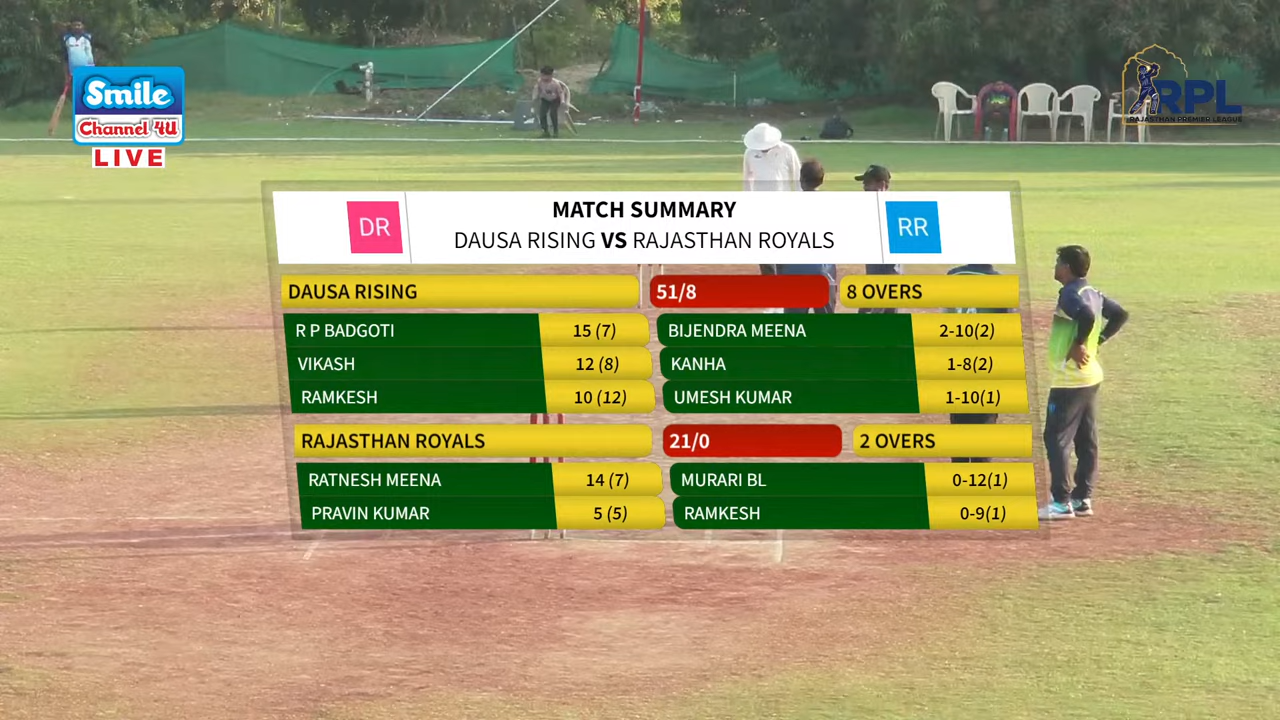 Smile
Channel 4U
LIVE
RPL
RAJASTHAN PREMIER LEAGUE
DR
MATCH SUMMARY
DAUSA RISING VS RAJASTHAN ROYALS
RR
DAUSA RISING 51/8 8 OVERS
R P BADGOTI 15 (7) BIJENDRA MEENA 2-10(2)
VIKASH 12 (8) KANHA 1-8(2)
RAMKESH 10 (12) UMESH KUMAR 1-10(1)
RAJASTHAN ROYALS 21/0 2 OVERS
RATNESH MEENA 14 (7) MURARI BL 0-12(1)
PRAVIN KUMAR 5 (5) RAMKESH 0-9(1)